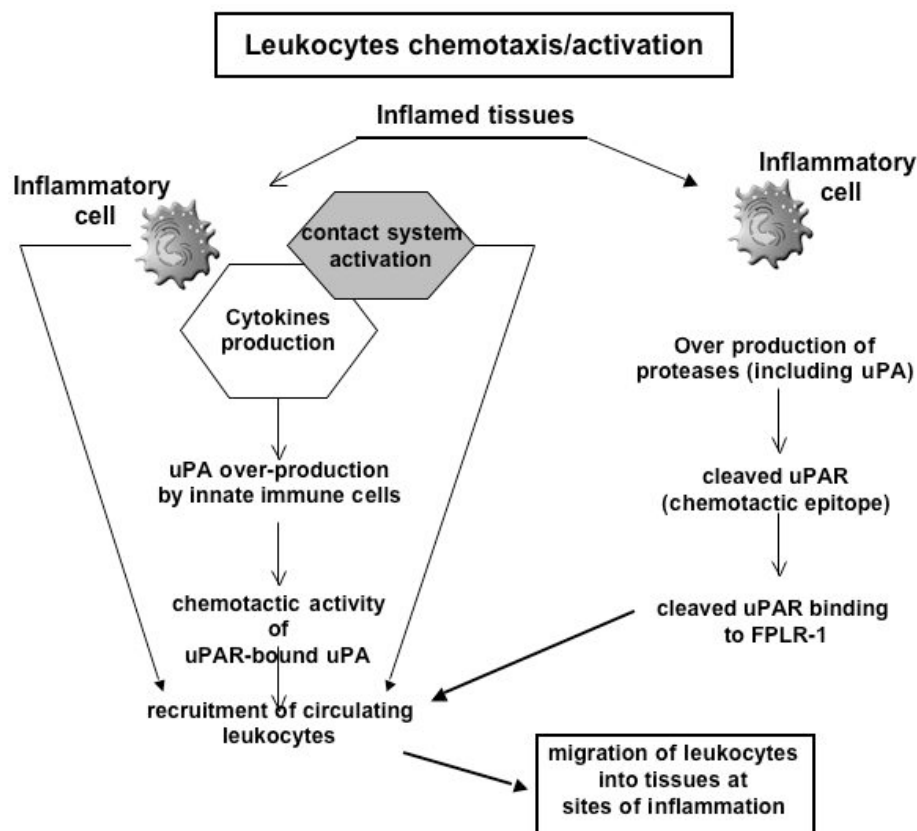 Leukocytes chemotaxis/activation
Inflamed tissues
Inflammatory
cell
contact system
activation
Cytokines
production
uPA over-production
by innate immune cells
chemotactic activity
of
uPAR-bound uPA
recruitment of circulating
leukocytes
Inflammatory
cell
Over production of
proteases (including uPA)
cleaved uPAR
(chemotactic epitope)
cleaved uPAR binding
to FPLR-1
migration of leukocytes
into tissues at
sites of inflammation